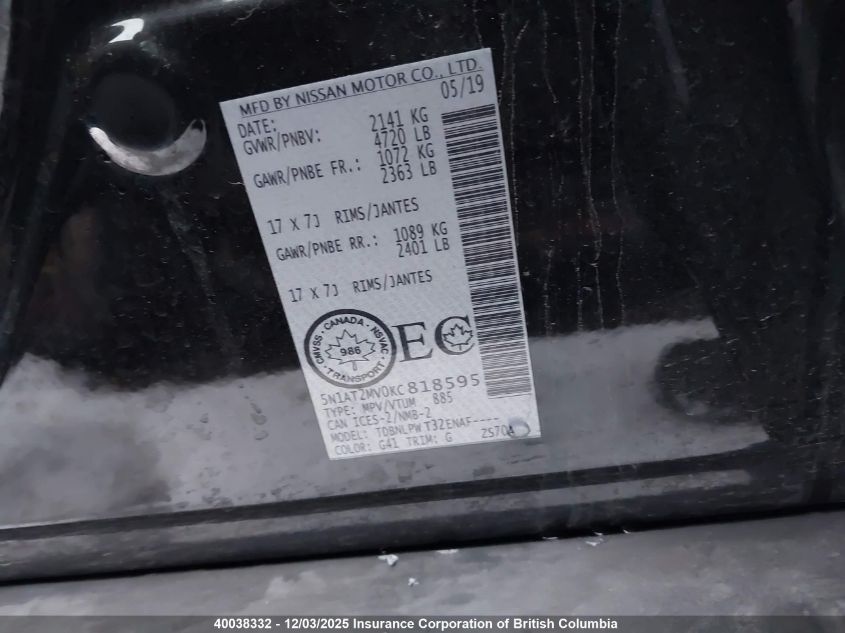 MFD BY NISSAN MOTOR CO., LTD.
DATE: 05/19
GVWR/PNBV: 2141 KG
4720 LB
GAWR/PNBE FR.: 1072 KG
2363 LB
17 X 7J RIMS/JANTES
GAWR/PNBE RR.: 1089 KG
2401 LB
17 X 7J RIMS/JANTES
CMVSS · CANADA · NSVAC · TRANSPORT ·
986
EC
5N1AT2MV0KC818595
TYPE: MPV/VTUM 885
CAN ICES-2/NMB-2
MODEL: TDBNLPWT32ENAF----
COLOR: G41 TRIM: G ZS70A
40038332 - 12/03/2025 Insurance Corporation of British Columbia